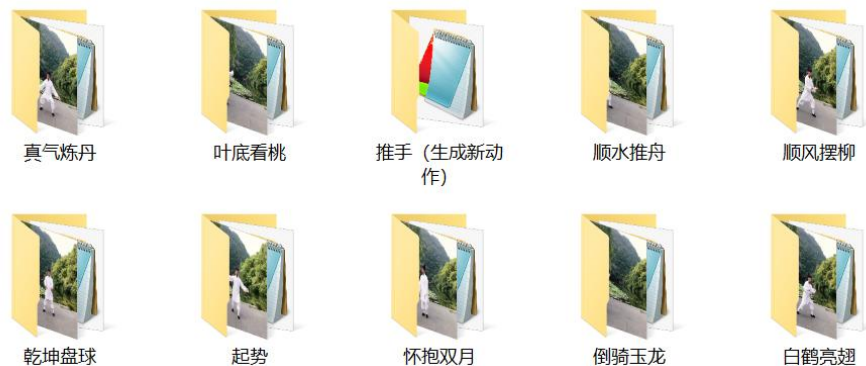 真气炼丹
叶底看桃
推手（生成新动
作）
顺水推舟
顺风摆柳
乾坤盘球
起势
怀抱双月
倒骑玉龙
白鹤亮翅